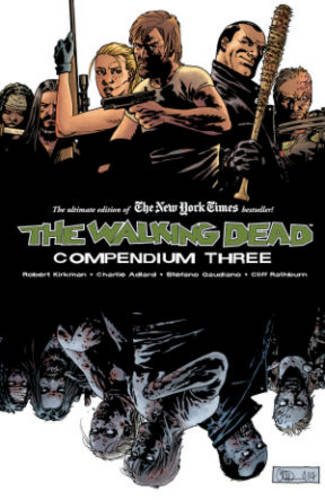 The ultimate edition of The New York Times bestseller!
THE WALKING DEAD
COMPENDIUM THREE
Robert Kirkman • Charlie Adlard • Stefano Gaudiano • Cliff Rathburn